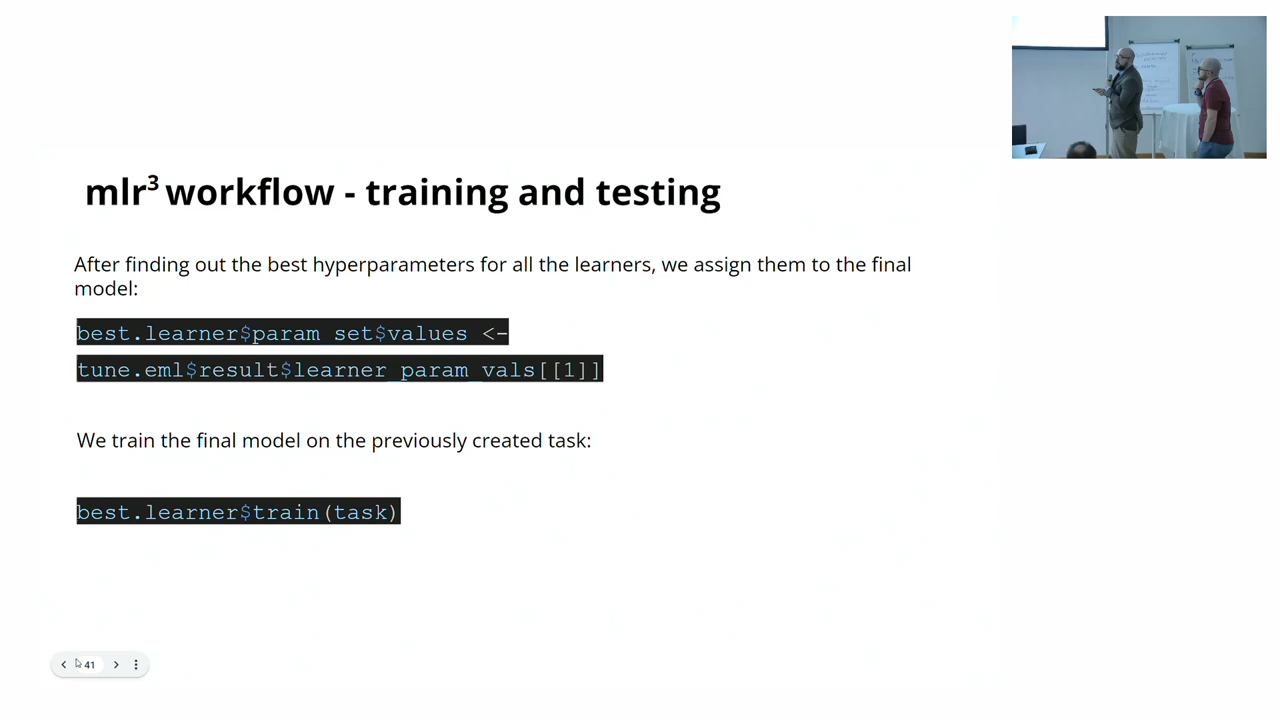 mlr³ workflow - training and testing
After finding out the best hyperparameters for all the learners, we assign them to the final
model:
best.learner$param_set$values <-
tune.eml$result$learner_param_vals[[1]]
We train the final model on the previously created task:
best.learner$train(task)
41